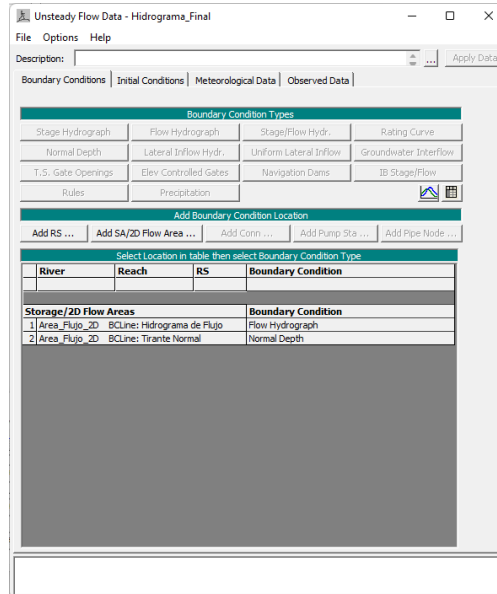 Unsteady Flow Data - Hidrograma_Final
File Options Help
Description: ... Apply Data
Boundary Conditions Initial Conditions Meteorological Data Observed Data
Boundary Condition Types
Stage Hydrograph Flow Hydrograph Stage/Flow Hydr. Rating Curve
Normal Depth Lateral Inflow Hydr. Uniform Lateral Inflow Groundwater Interflow
T.S. Gate Openings Elev Controlled Gates Navigation Dams IB Stage/Flow
Rules Precipitation
Add Boundary Condition Location
Add RS ... Add SA/2D Flow Area ... Add Conn ... Add Pump Sta ... Add Pipe Node ...
Select Location in table then select Boundary Condition Type
River Reach RS Boundary Condition
Storage/2D Flow Areas Boundary Condition
1 Area_Flujo_2D BCLine: Hidrograma de Flujo Flow Hydrograph
2 Area_Flujo_2D BCLine: Tirante Normal Normal Depth